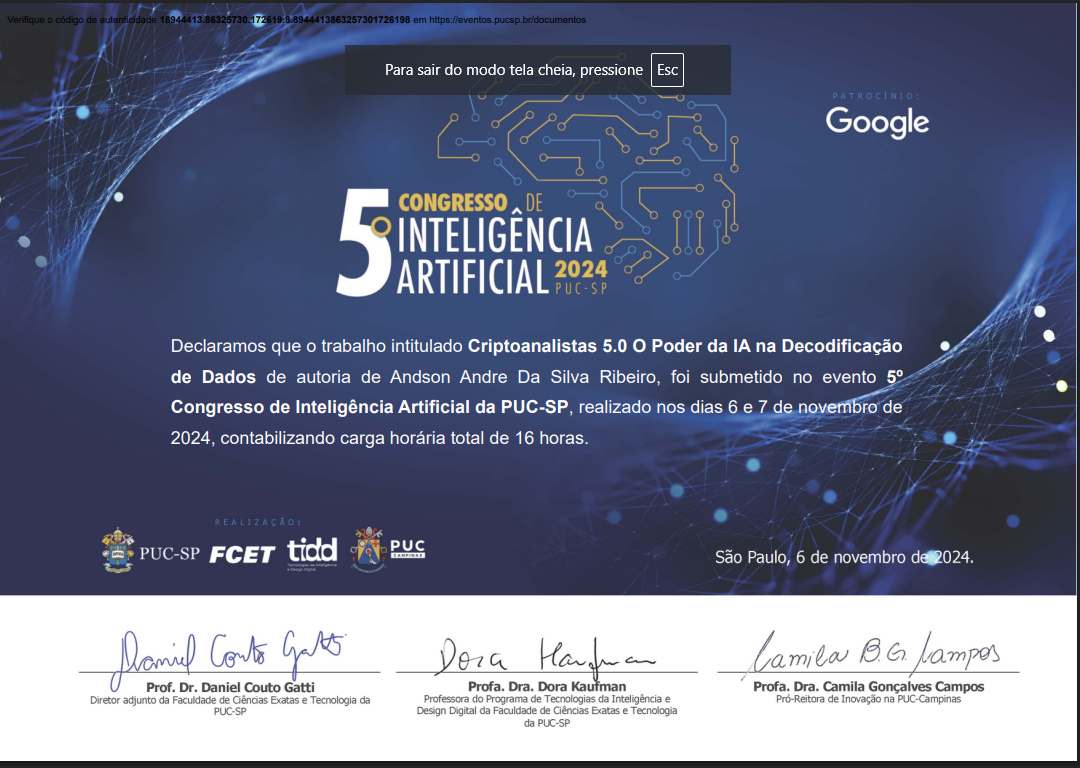 Verifique o código de autenticidade 18944413.86325730.172619.8.8944413863257301726198 em https://eventos.pucsp.br/documentos
Para sair do modo tela cheia, pressione Esc
PATROCÍNIO:
Google
5º CONGRESSO DE
INTELIGÊNCIA
ARTIFICIAL 2024
PUC-SP
Declaramos que o trabalho intitulado Criptoanalistas 5.0 O Poder da IA na Decodificação
de Dados de autoria de Andson Andre Da Silva Ribeiro, foi submetido no evento 5º
Congresso de Inteligência Artificial da PUC-SP, realizado nos dias 6 e 7 de novembro de
2024, contabilizando carga horária total de 16 horas.
REALIZAÇÃO:
PUC-SP FCET tidd PUC
Tecnologias da Inteligência
e Design Digital
CAMPINAS
São Paulo, 6 de novembro de 2024.
Daniel Couto Gatti
Dora Kaufman
Camila B.G. Campos
Prof. Dr. Daniel Couto Gatti
Diretor adjunto da Faculdade de Ciências Exatas e Tecnologia da
PUC-SP
Profa. Dra. Dora Kaufman
Professora do Programa de Tecnologias da Inteligência e
Design Digital da Faculdade de Ciências Exatas e Tecnologia
da PUC-SP
Profa. Dra. Camila Gonçalves Campos
Pró-Reitora de Inovação na PUC-Campinas